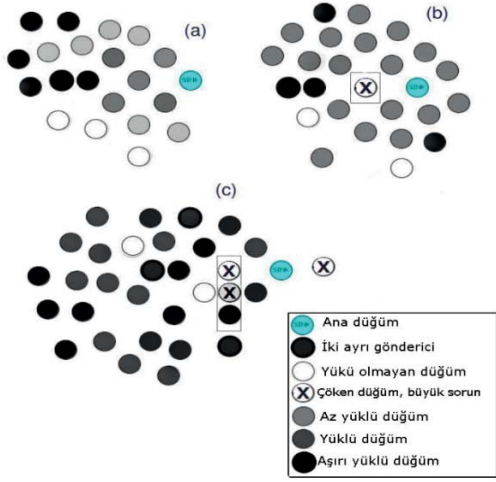 (a)
(b)
(c)
X
X
X
X
Ana düğüm
İki ayrı gönderici
Yükü olmayan düğüm
X
Çöken düğüm, büyük sorun
Az yüklü düğüm
Yüklü düğüm
Aşırı yüklü düğüm